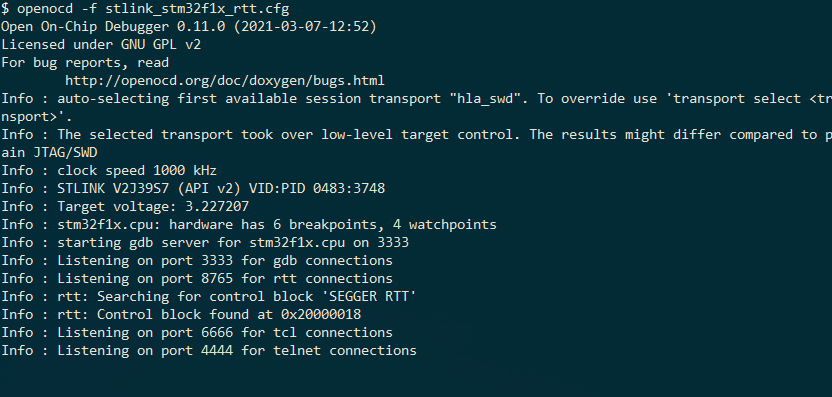 $ openocd -f stlink_stm32f1x_rtt.cfg
Open On-Chip Debugger 0.11.0 (2021-03-07-12:52)
Licensed under GNU GPL v2
For bug reports, read
        http://openocd.org/doc/doxygen/bugs.html
Info : auto-selecting first available session transport "hla_swd". To override use 'transport select <tr
nsport>'.
Info : The selected transport took over low-level target control. The results might differ compared to p
ain JTAG/SWD
Info : clock speed 1000 kHz
Info : STLINK V2J39S7 (API v2) VID:PID 0483:3748
Info : Target voltage: 3.227207
Info : stm32f1x.cpu: hardware has 6 breakpoints, 4 watchpoints
Info : starting gdb server for stm32f1x.cpu on 3333
Info : Listening on port 3333 for gdb connections
Info : Listening on port 8765 for rtt connections
Info : rtt: Searching for control block 'SEGGER RTT'
Info : rtt: Control block found at 0x20000018
Info : Listening on port 6666 for tcl connections
Info : Listening on port 4444 for telnet connections